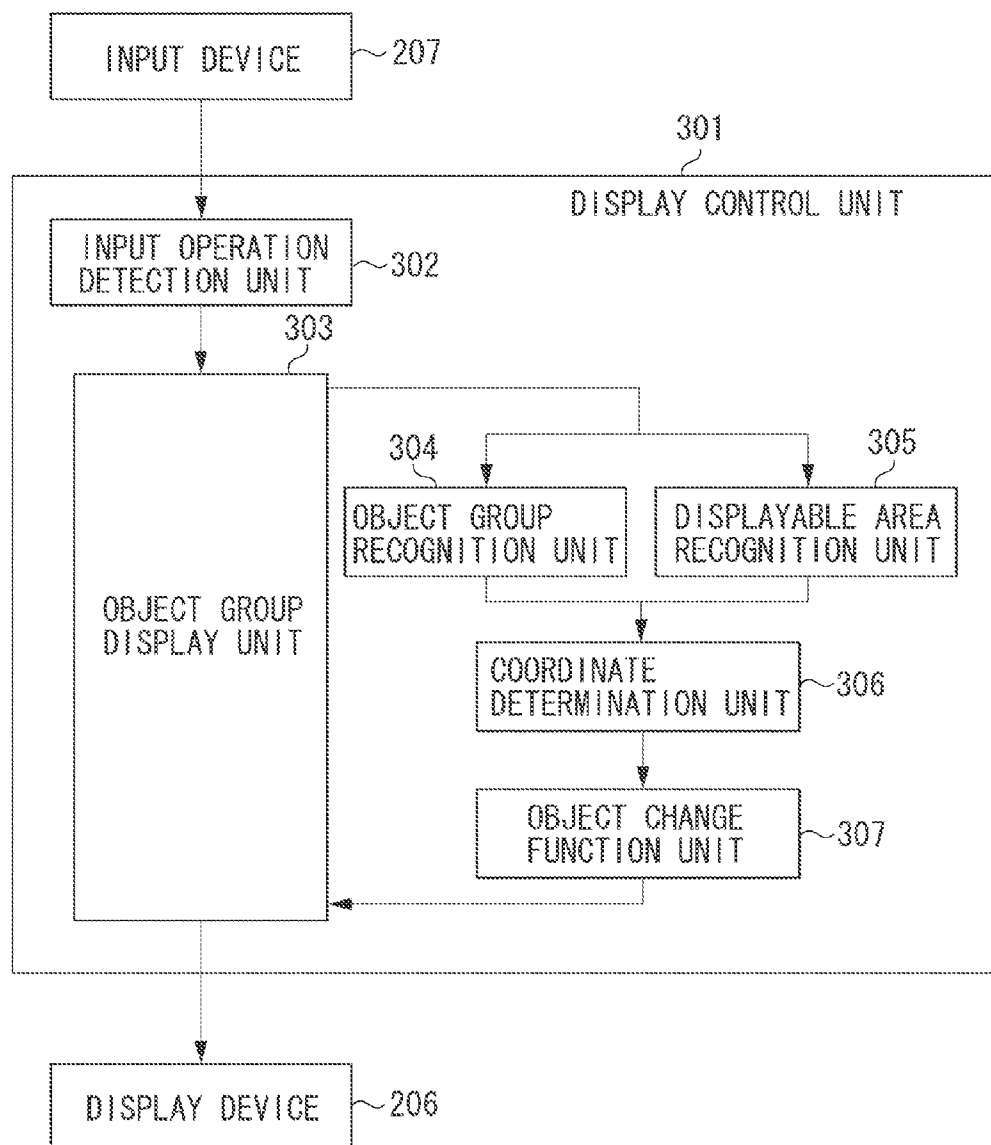 INPUT DEVICE
207
301
DISPLAY CONTROL UNIT
INPUT OPERATION
DETECTION UNIT
302
303
304
305
OBJECT GROUP
RECOGNITION UNIT
DISPLAYABLE AREA
RECOGNITION UNIT
OBJECT GROUP
DISPLAY UNIT
COORDINATE
DETERMINATION UNIT
306
OBJECT CHANGE
FUNCTION UNIT
307
DISPLAY DEVICE
206